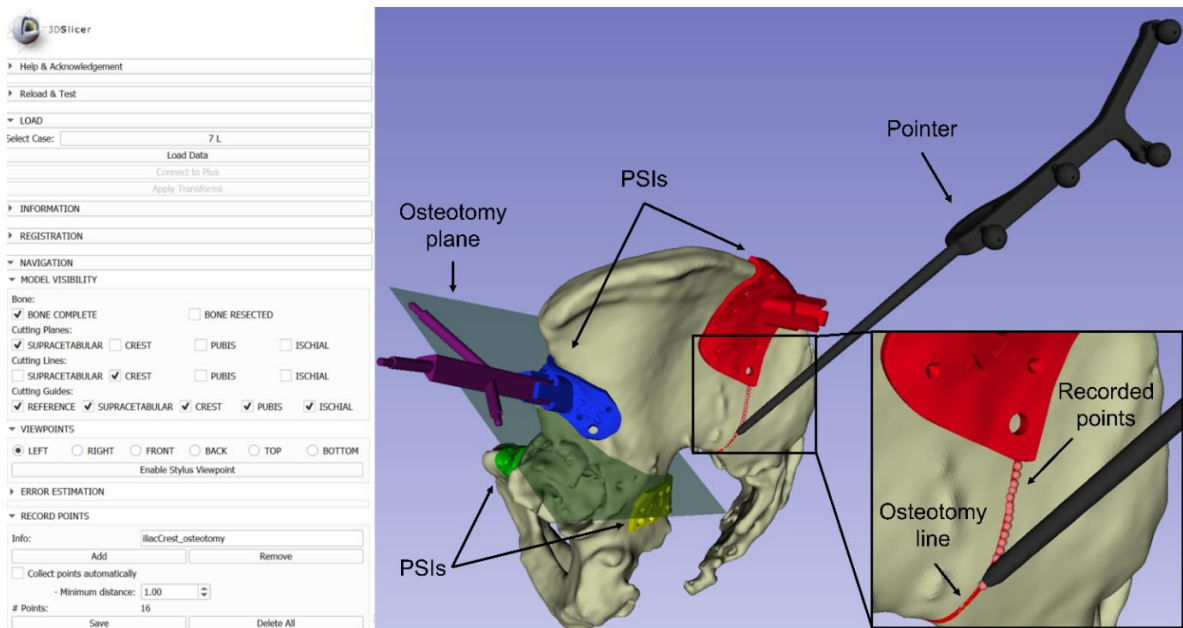 3DSlicer
Help & Acknowledgement
Reload & Test
LOAD
Select Case: 7 L
Load Data
Connect to Plus
Apply Transforms
INFORMATION
REGISTRATION
NAVIGATION
MODEL VISIBILITY
Bone:
BONE COMPLETE BONE RESECTED
Cutting Planes:
SUPRACETABULAR CREST PUBIS ISCHIAL
Cutting Lines:
SUPRACETABULAR CREST PUBIS ISCHIAL
Cutting Guides:
REFERENCE SUPRACETABULAR CREST PUBIS ISCHIAL
VIEWPOINTS
LEFT RIGHT FRONT BACK TOP BOTTOM
Enable Stylus Viewpoint
ERROR ESTIMATION
RECORD POINTS
Info: iliacCrest_osteotomy
Add Remove
Collect points automatically
- Minimum distance: 1.00
# Points: 16
Save Delete All
Pointer
PSIs
Osteotomy
plane
PSIs
Recorded
points
Osteotomy
line